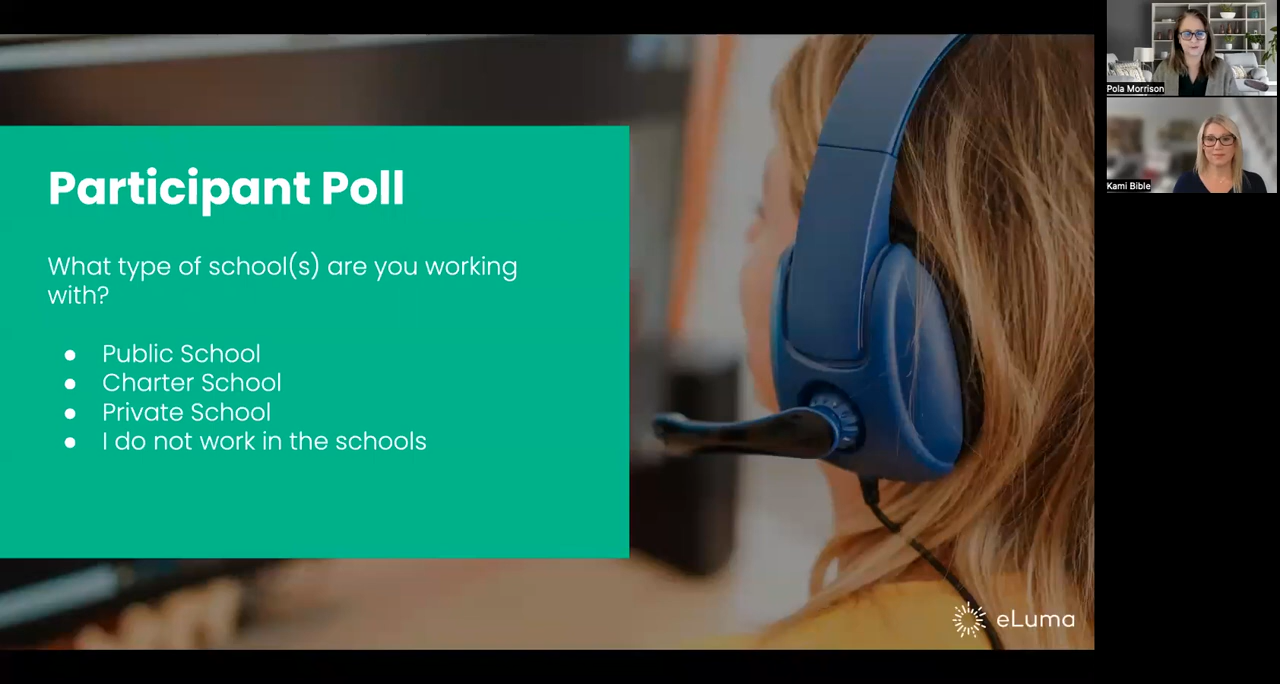 Participant Poll
What type of school(s) are you working
with?
● Public School
● Charter School
● Private School
● I do not work in the schools
eLuma
Pola Morrison
Kami Bible